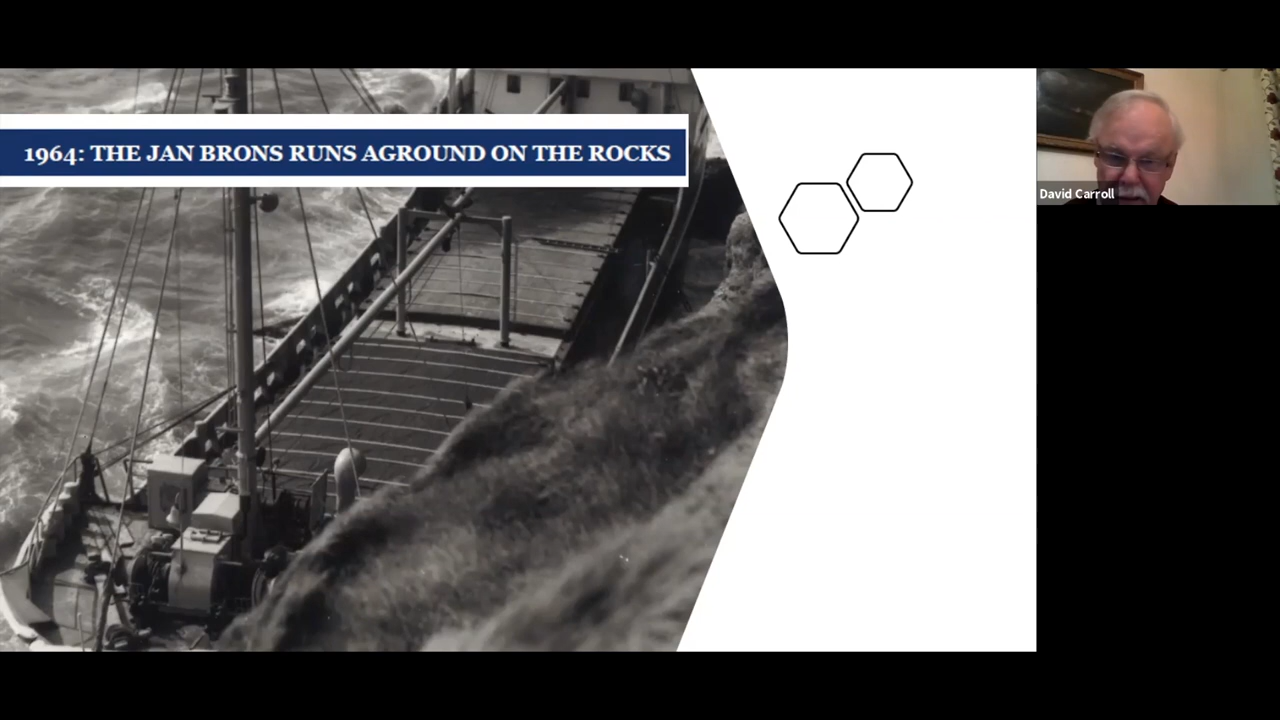 1964: THE JAN BRONS RUNS AGROUND ON THE ROCKS
David Carroll